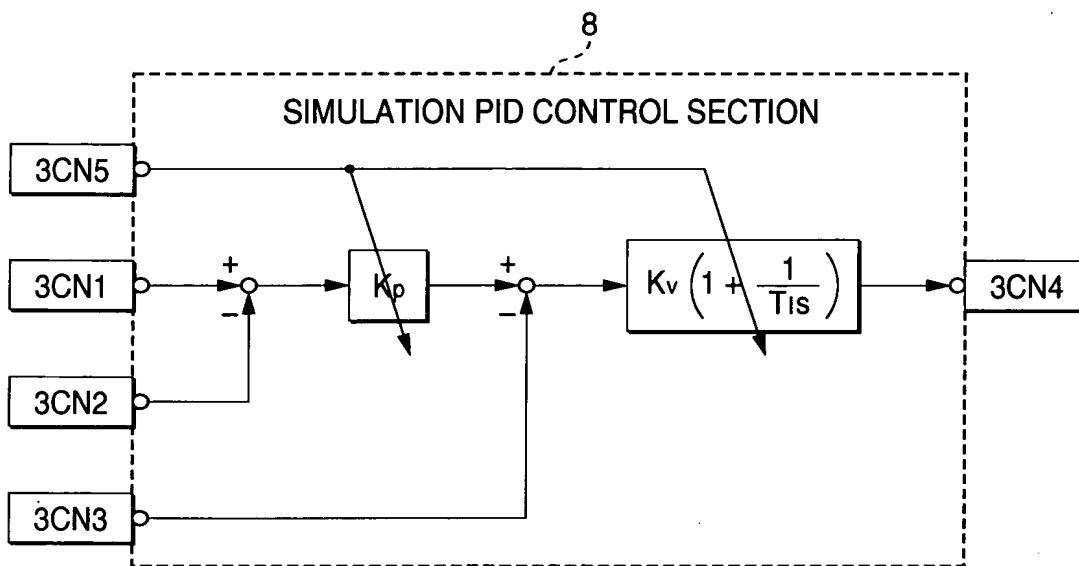 8
SIMULATION PID CONTROL SECTION
3CN5
3CN1
+
−
Kp
+
−
Kv(1 + 1/TIs)
3CN4
3CN2
3CN3